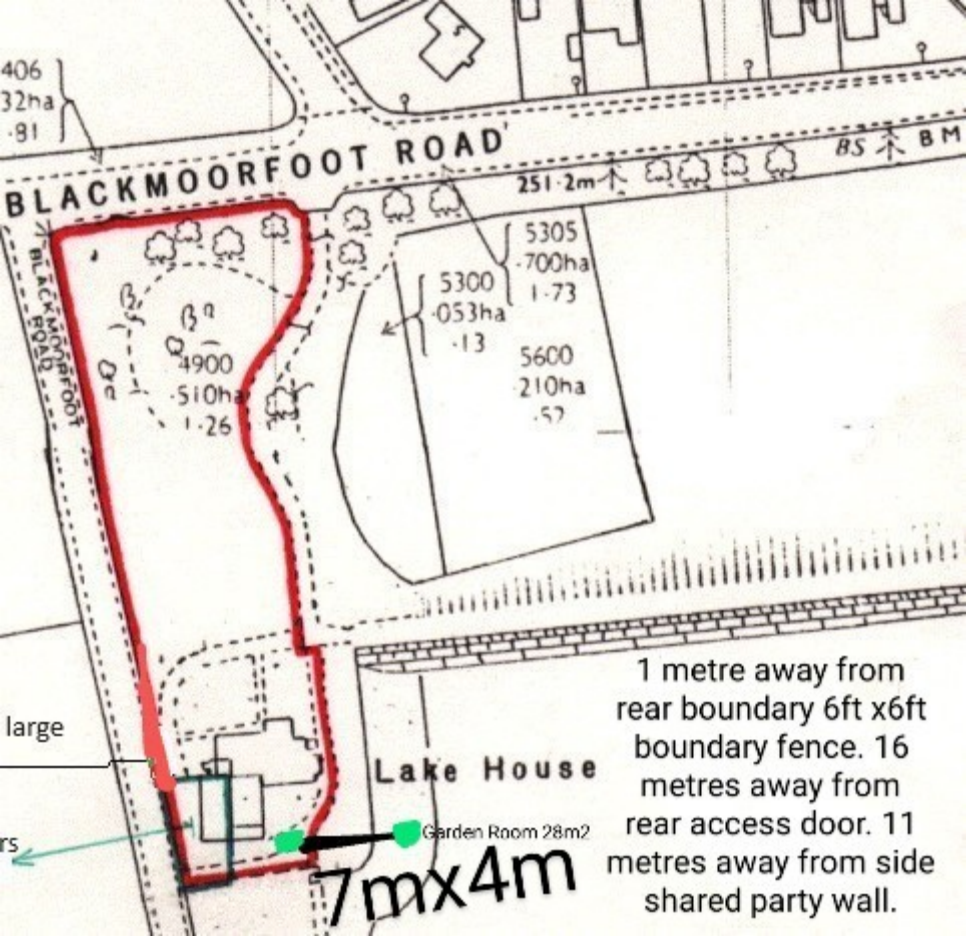 406
32ha
.81
BLACKMOORFOOT ROAD
251·2m
BS
BM
BLACKMOORFOOT
ROAD
5305
·700ha
1·73
5300
·053ha
·13
5600
·210ha
·52
4900
·510ha
1·26
large
Lake House
rs
Garden Room 28m2
7mx4m
1 metre away from
rear boundary 6ft x6ft
boundary fence. 16
metres away from
rear access door. 11
metres away from side
shared party wall.